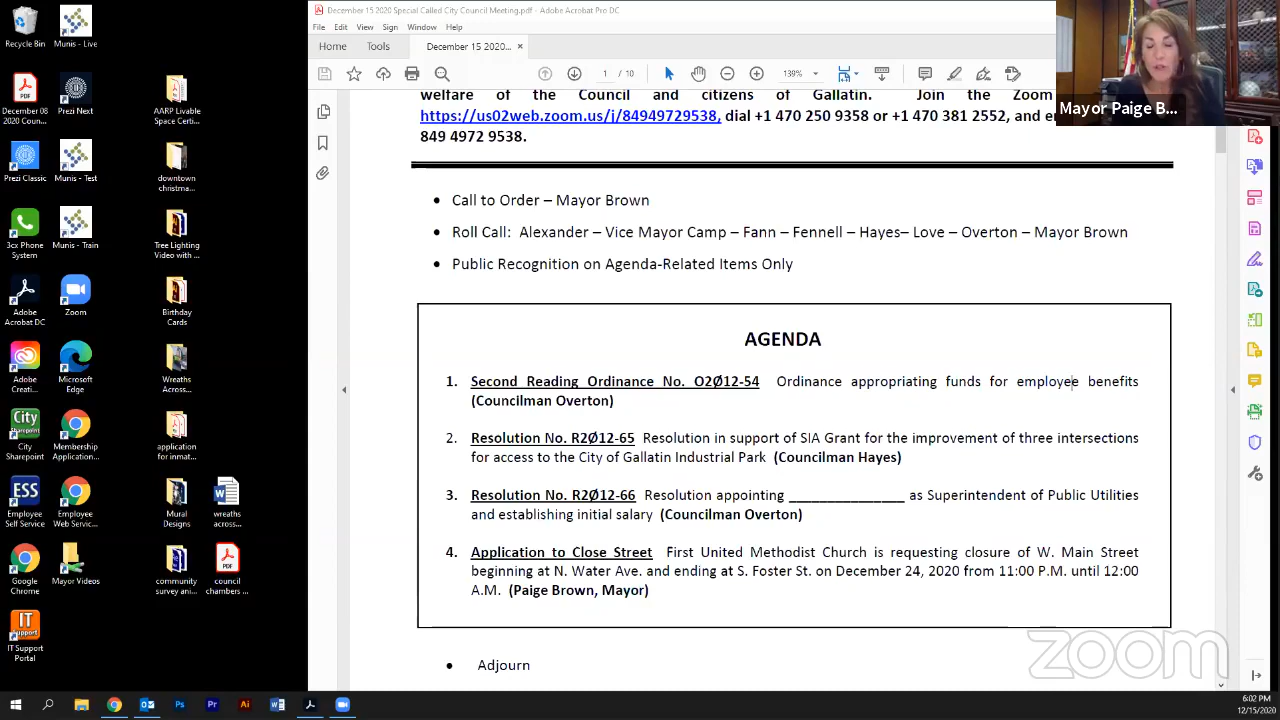 December 15 2020 Special Called City Council Meeting.pdf - Adobe Acrobat Pro DC
File Edit View Sign Window Help
Home Tools December 15 2020... ×
1 / 10 139%
welfare of the Council and citizens of Gallatin. Join the Zoom
https://us02web.zoom.us/j/84949729538, dial +1 470 250 9358 or +1 470 381 2552, and
849 4972 9538.
Mayor Paige B...
• Call to Order – Mayor Brown
• Roll Call: Alexander – Vice Mayor Camp – Fann – Fennell – Hayes– Love – Overton – Mayor Brown
• Public Recognition on Agenda-Related Items Only
AGENDA
1. Second Reading Ordinance No. O2Ø12-54 Ordinance appropriating funds for employee benefits
(Councilman Overton)
2. Resolution No. R2Ø12-65 Resolution in support of SIA Grant for the improvement of three intersections
for access to the City of Gallatin Industrial Park (Councilman Hayes)
3. Resolution No. R2Ø12-66 Resolution appointing ________________ as Superintendent of Public Utilities
and establishing initial salary (Councilman Overton)
4. Application to Close Street First United Methodist Church is requesting closure of W. Main Street
beginning at N. Water Ave. and ending at S. Foster St. on December 24, 2020 from 11:00 P.M. until 12:00
A.M. (Paige Brown, Mayor)
• Adjourn
zoom
Recycle Bin
Munis - Live
December 08
2020 Coun...
Prezi Next
AARP Livable
Space Certi...
Prezi Classic
Munis - Test
downtown
christmas...
3cx Phone
System
Munis - Train
Tree Lighting
Video with ...
Adobe
Acrobat DC
Zoom
Birthday
Cards
Adobe
Creati...
Microsoft
Edge
Wreaths
Across...
City
Sharepoint
City
Sharepoint
Membership
Application...
application
for inmat...
ESS
Employee
Self Service
Employee
Web Service...
Mural
Designs
wreaths
across...
Google
Chrome
Mayor Videos
community
survey ani...
council
chambers ...
IT
Support
IT Support
Portal
Ps Pr Ai
6:02 PM
12/15/2020